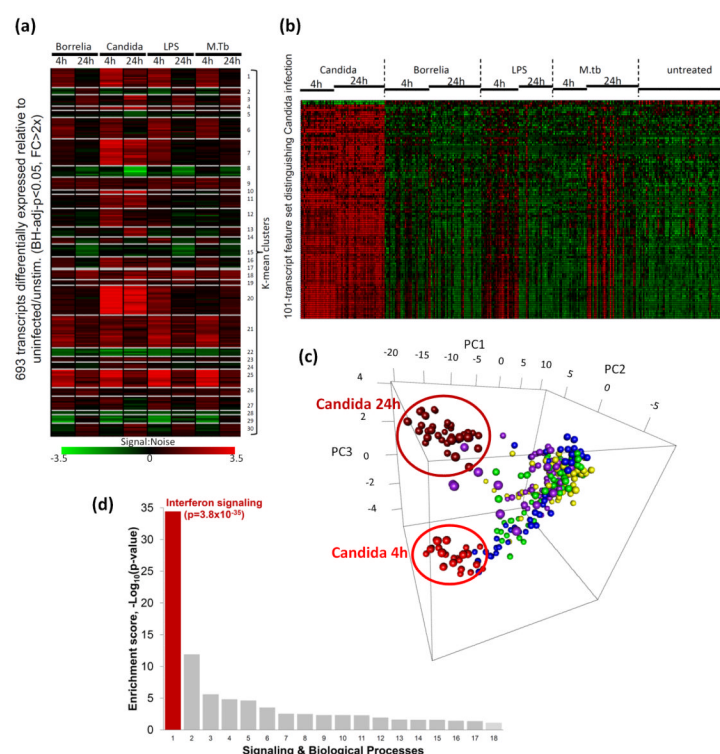 (a)
Borrelia Candida LPS M.Tb
4h 24h 4h 24h 4h 24h 4h 24h
693 transcripts differentially expressed relative to
uninfected/unstim. (BH-adj-p<0.05, FC>2x)
1
2
3
4
5
6
7
8
9
10
11
12
13
14
15
16
17
18
19
20
21
22
23
24
25
26
27
28
29
30
K-mean clusters
Signal:Noise
-3.5 0 3.5
(b)
Candida Borrelia LPS M.tb untreated
4h 24h 4h 24h 4h 24h 4h 24h
101-transcript feature set distinguishing Candida infection
(c)
PC1
-20 -15 -10 -5 0 5 10
PC2
5 0 -5
PC3
4
2
0
-2
-4
Candida 24h
Candida 4h
(d)
Interferon signaling
(p=3.8x10-35)
Enrichment score, -Log10(p-value)
35
30
25
20
15
10
5
0
1 2 3 4 5 6 7 8 9 10 11 12 13 14 15 16 17 18
Signaling & Biological Processes